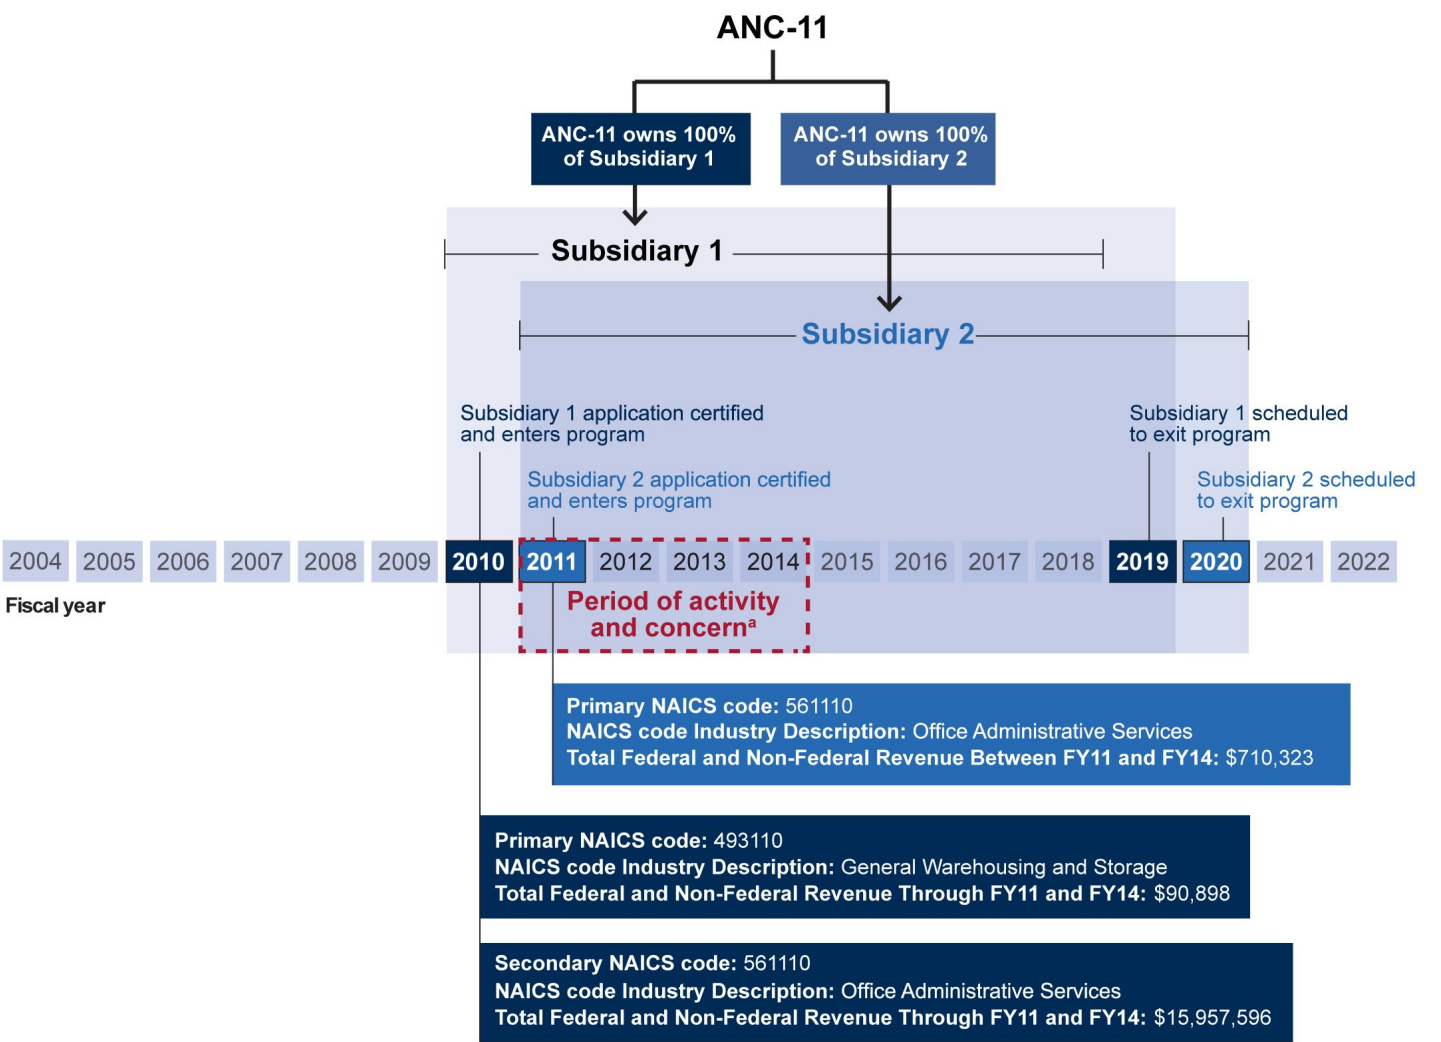 ANC-11
ANC-11 owns 100%
of Subsidiary 1
ANC-11 owns 100%
of Subsidiary 2
Subsidiary 1
Subsidiary 2
Subsidiary 1 application certified
and enters program
Subsidiary 1 scheduled
to exit program
Subsidiary 2 application certified
and enters program
Subsidiary 2 scheduled
to exit program
2004 2005 2006 2007 2008 2009 2010 2011 2012 2013 2014 2015 2016 2017 2018 2019 2020 2021 2022
Fiscal year
Period of activity
and concernᵃ
Primary NAICS code: 561110
NAICS code Industry Description: Office Administrative Services
Total Federal and Non-Federal Revenue Between FY11 and FY14: $710,323
Primary NAICS code: 493110
NAICS code Industry Description: General Warehousing and Storage
Total Federal and Non-Federal Revenue Through FY11 and FY14: $90,898
Secondary NAICS code: 561110
NAICS code Industry Description: Office Administrative Services
Total Federal and Non-Federal Revenue Through FY11 and FY14: $15,957,596